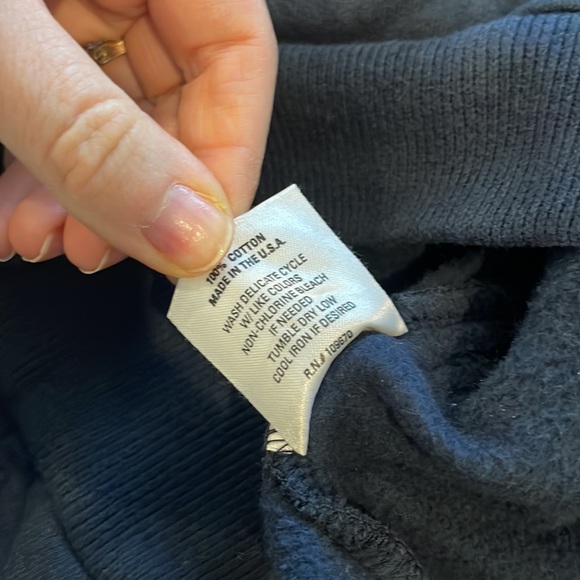 100% COTTON
MADE IN THE U.S.A.
WASH DELICATE CYCLE
W/ LIKE COLORS
NON-CHLORINE BLEACH
IF NEEDED
TUMBLE DRY LOW
COOL IRON IF DESIRED
R.N.# 109670